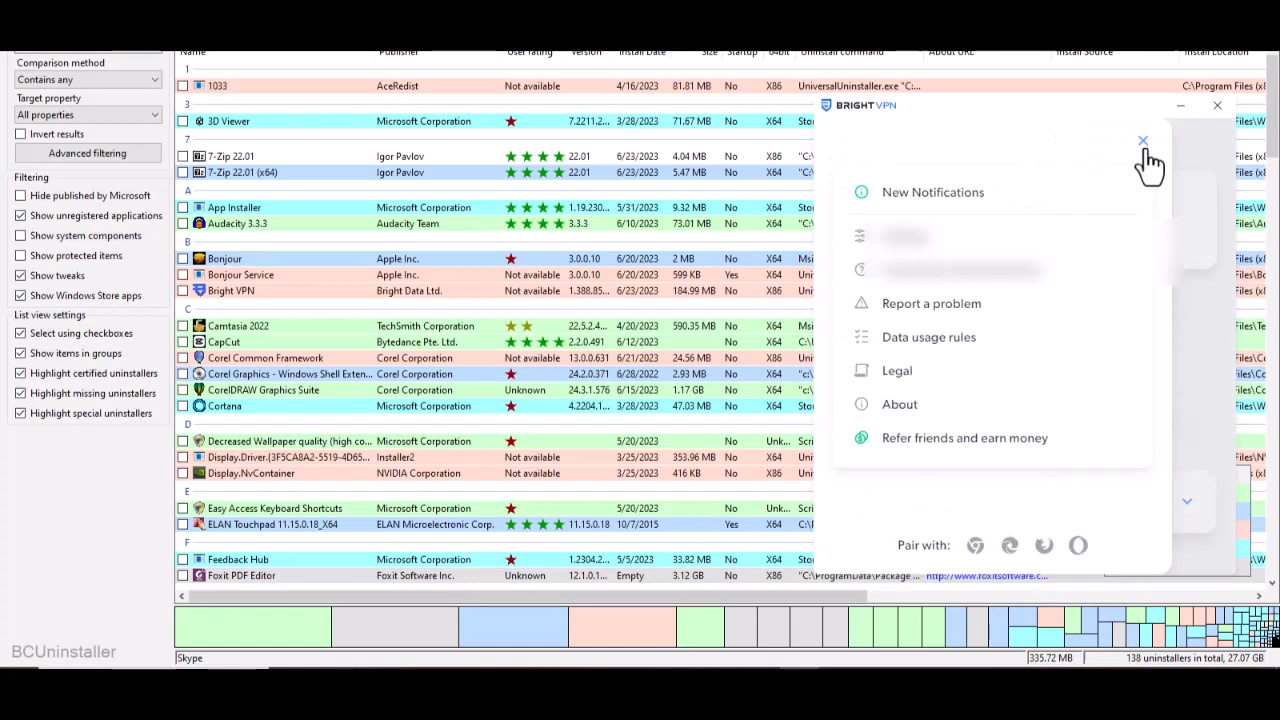 Name Publisher User rating Version Install Date Size Startup 64bit Uninstall Command About URL Install Source Install Location
Comparison method
Contains any
Target property
All properties
Invert results
Advanced filtering
Filtering
Hide published by Microsoft
Show unregistered applications
Show system components
Show protected items
Show tweaks
Show Windows Store apps
List view settings
Select using checkboxes
Show items in groups
Highlight certified uninstallers
Highlight missing uninstallers
Highlight special uninstallers
BCUninstaller
1
1033 AceRedist Not available 4/16/2023 81.81 MB No X86 UniversalUninstaller.exe "C:... C:\Program Files (x8
3
3D Viewer Microsoft Corporation 7.2211.2... 3/28/2023 71.67 MB No X64
7
7-Zip 22.01 Igor Pavlov 22.01 6/23/2023 4.04 MB No X86 "C:
7-Zip 22.01 (x64) Igor Pavlov 22.01 6/23/2023 5.47 MB No X64 "C:
A
App Installer Microsoft Corporation 1.19.230... 5/31/2023 9.32 MB No X64
Audacity 3.3.3 Audacity Team 3.3.3 6/20/2023 73.01 MB No X64 "C:
B
Bonjour Apple Inc. 3.0.0.10 6/20/2023 2 MB No X64
Bonjour Service Apple Inc. Not available 3.0.0.10 6/20/2023 599 KB Yes X64 "C:
Bright VPN Bright Data Ltd. Not available 1.388.85... 6/23/2023 184.99 MB No X86 "C:
C
Camtasia 2022 TechSmith Corporation 22.5.2.4... 4/20/2023 590.35 MB No X64
CapCut Bytedance Pte. Ltd. 2.2.0.491 6/12/2023 No X64
Corel Common Framework Corel Corporation Not available 13.0.0.631 6/21/2023 24.56 MB No X86
Corel Graphics - Windows Shell Exten... Corel Corporation 24.2.0.371 6/28/2022 2.93 MB No X64 "c:
CorelDRAW Graphics Suite Corel Corporation Unknown 24.3.1.576 6/15/2023 1.17 GB No X64 "c:
Cortana Microsoft Corporation 4.2204.1... 3/28/2023 47.03 MB No X64
D
Decreased Wallpaper quality (high co... Microsoft Corporation 5/20/2023 No Unk...
Display.Driver.{3F5CA8A2-5519-4D65... Installer2 Not available 3/25/2023 353.96 MB No X64
Display.NvContainer NVIDIA Corporation Not available 3/25/2023 416 KB No X86
E
Easy Access Keyboard Shortcuts Microsoft Corporation 5/20/2023 No Unk...
ELAN Touchpad 11.15.0.18_X64 ELAN Microelectronic Corp. 11.15.0.18 10/7/2015 Yes X64
F
Feedback Hub Microsoft Corporation 1.2304.2... 5/5/2023 33.82 MB No X64
Foxit PDF Editor Foxit Software Inc. Unknown 12.1.0.1... Empty 3.12 GB No X86 "C:\ProgramData\Package ... http://www.foxitsoftware.c...
BRIGHT VPN
New Notifications
Report a problem
Data usage rules
Legal
About
Refer friends and earn money
Pair with:
Skype 335.72 MB 138 uninstallers in total, 27.07 GB